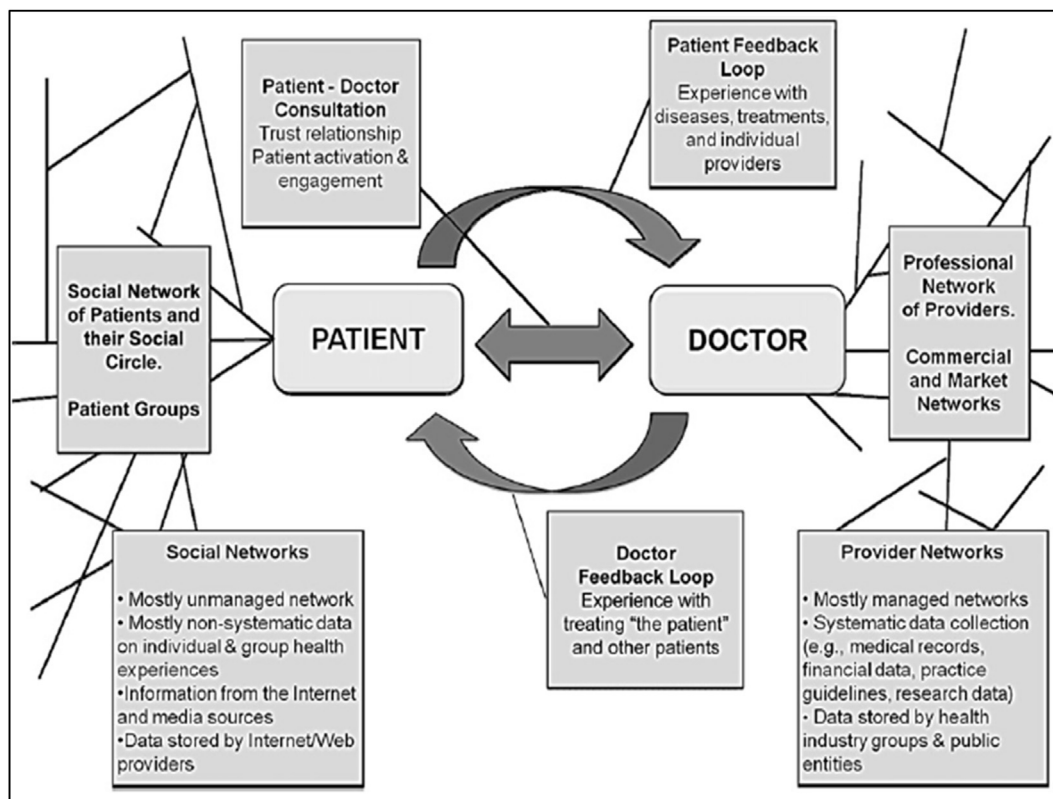 Patient - Doctor
Consultation
Trust relationship
Patient activation &
engagement
Patient Feedback
Loop
Experience with
diseases, treatments,
and individual
providers
Social Network
of Patients and
their Social
Circle.
Patient Groups
PATIENT
DOCTOR
Professional
Network
of Providers.
Commercial
and Market
Networks
Social Networks
• Mostly unmanaged network
• Mostly non-systematic data
on individual & group health
experiences
• Information from the Internet
and media sources
• Data stored by Internet/Web
providers
Doctor
Feedback Loop
Experience with
treating "the patient"
and other patients
Provider Networks
• Mostly managed networks
• Systematic data collection
(e.g., medical records,
financial data, practice
guidelines, research data)
- Data stored by health
industry groups & public
entities